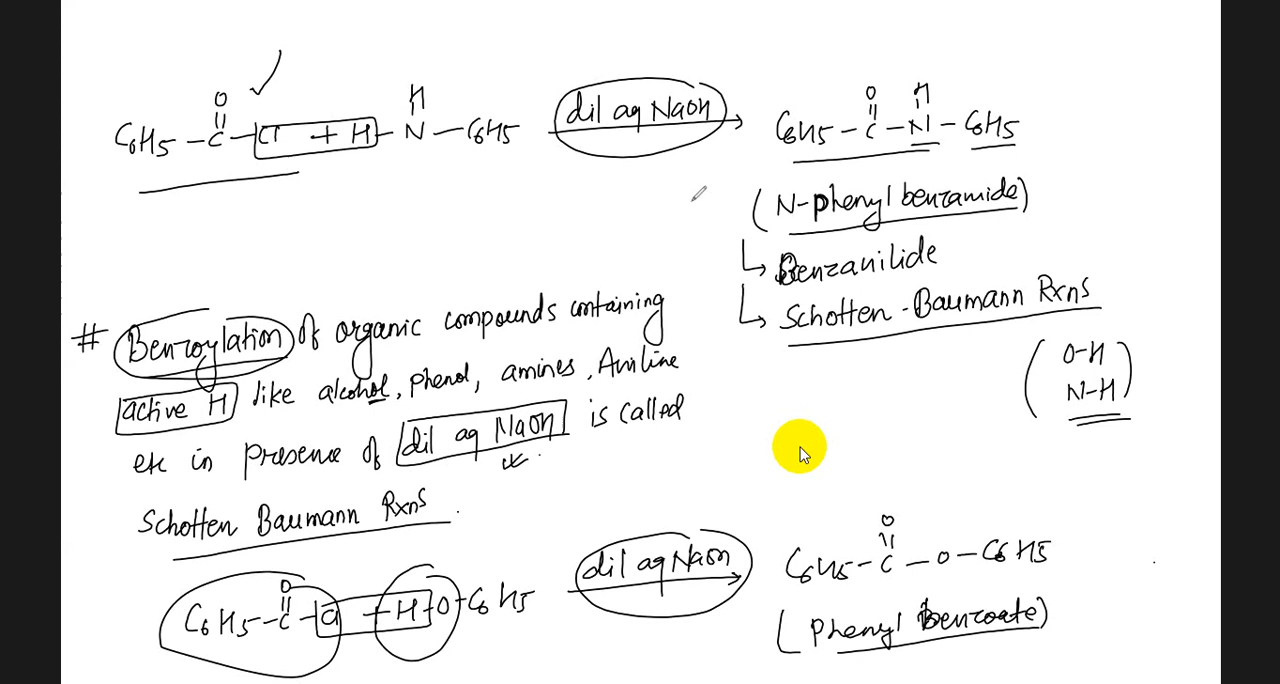 C6H5-C(=O)-Cl + H-N(H)-C6H5 dil aq NaOH → C6H5-C(=O)-N(H)-C6H5
(N-phenyl benzamide)
↳ Benzanilide
↳ Schotten-Baumann Rxns
# Benzoylation of organic compounds containing
active H like alcohol, phenol, amines, Aniline
etc in presence of dil aq NaOH is called
Schotten Baumann Rxns.
(O-H
N-H)
C6H5-C(=O)-Cl + H-O-C6H5 dil aq NaOH → C6H5-C(=O)-O-C6H5
(Phenyl benzoate)